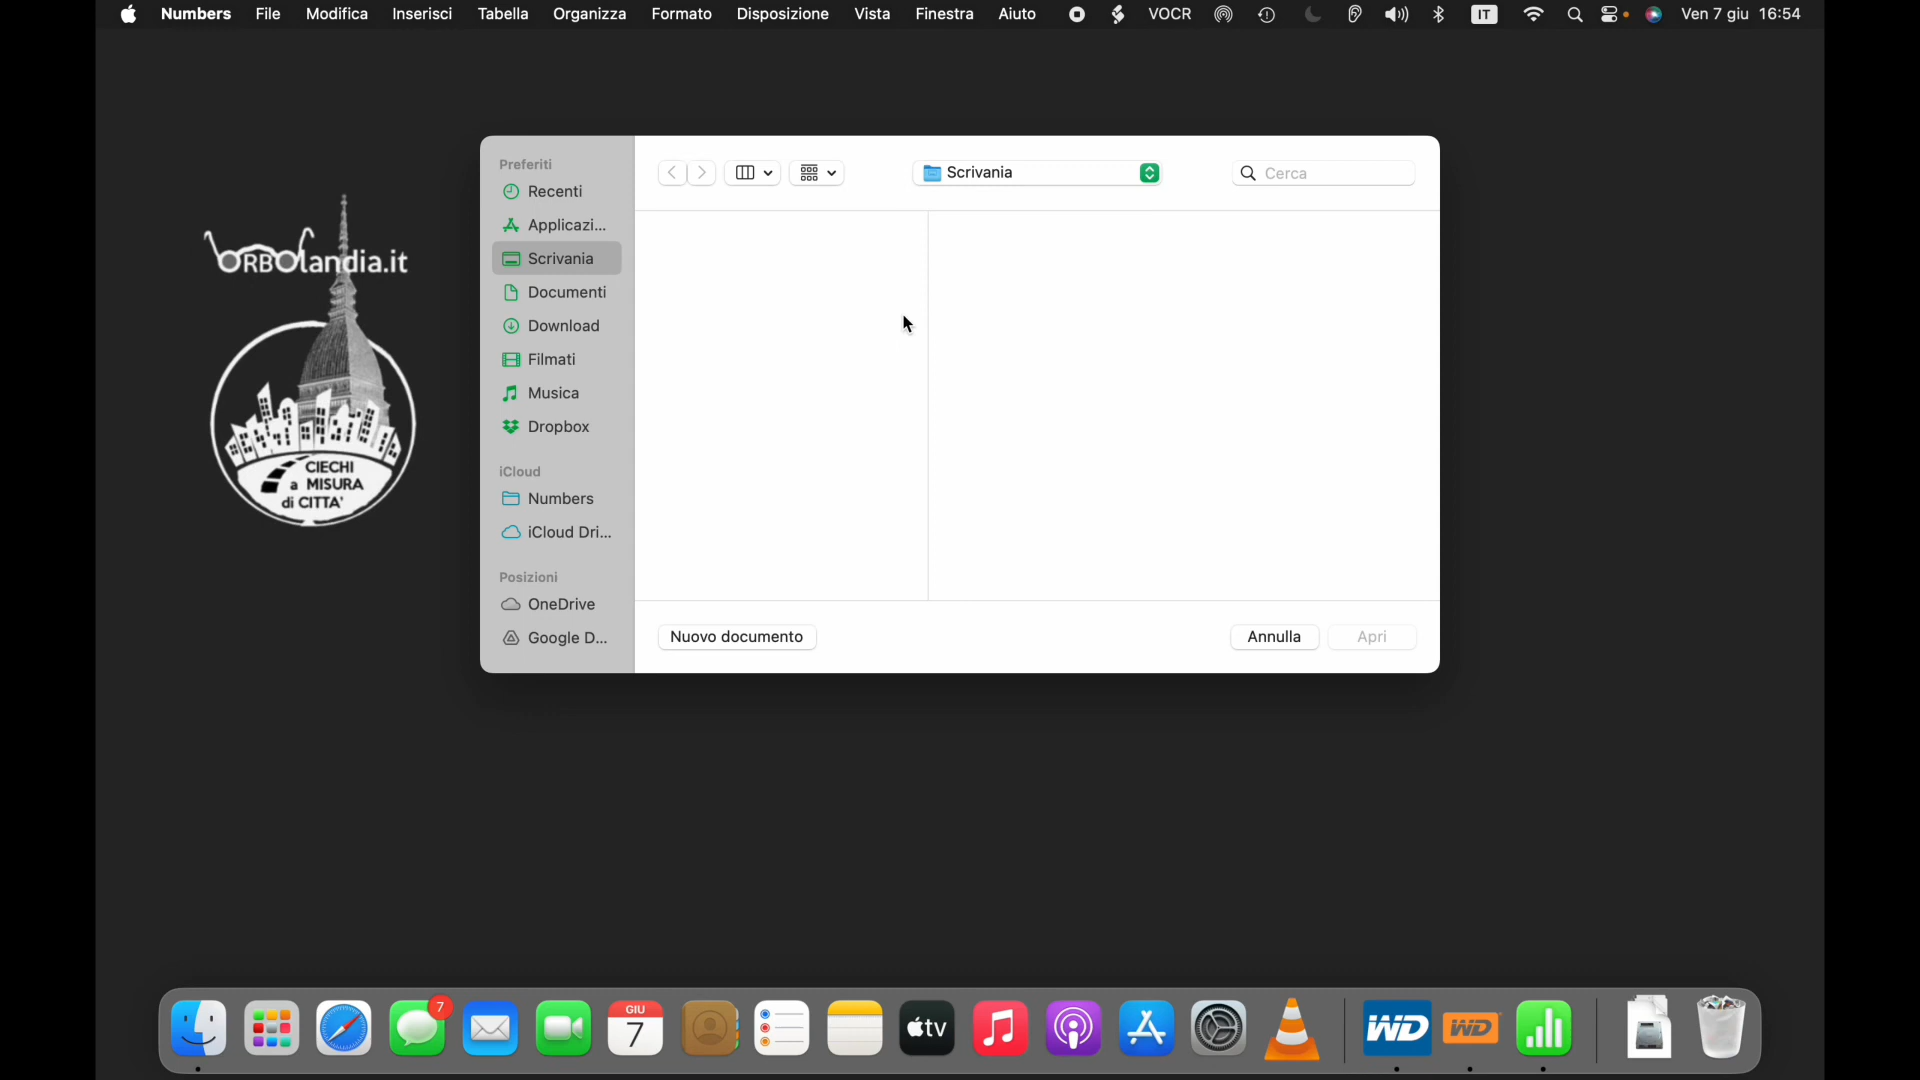 Numbers File Modifica Inserisci Tabella Organizza Formato Disposizione Vista Finestra Aiuto VOCR IT Ven 7 giu 16:54
Preferiti
Recenti
Applicazi...
Scrivania
Documenti
Download
Filmati
Musica
Dropbox
iCloud
Numbers
iCloud Dri...
Posizioni
OneDrive
Google D...
Scrivania
Cerca
Nuovo documento
Annulla
Apri
ORBOlandia.it
CIECHI
a MISURA
di CITTA'
7
GIU
7
tv
WD
WD